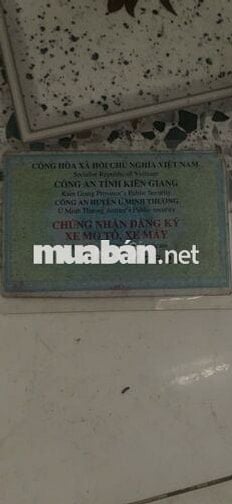 CỘNG HÒA XÃ HỘI CHỦ NGHĨA VIỆT NAM
Socialist Republic of Vietnam
CÔNG AN TỈNH KIÊN GIANG
Kien Giang Province's Public Security
CÔNG AN HUYỆN U MINH THƯỢNG
U Minh Thuong district's Public security
CHỨNG NHẬN ĐĂNG KÝ
XE MÔ TÔ, XE MÁY
muabán.net